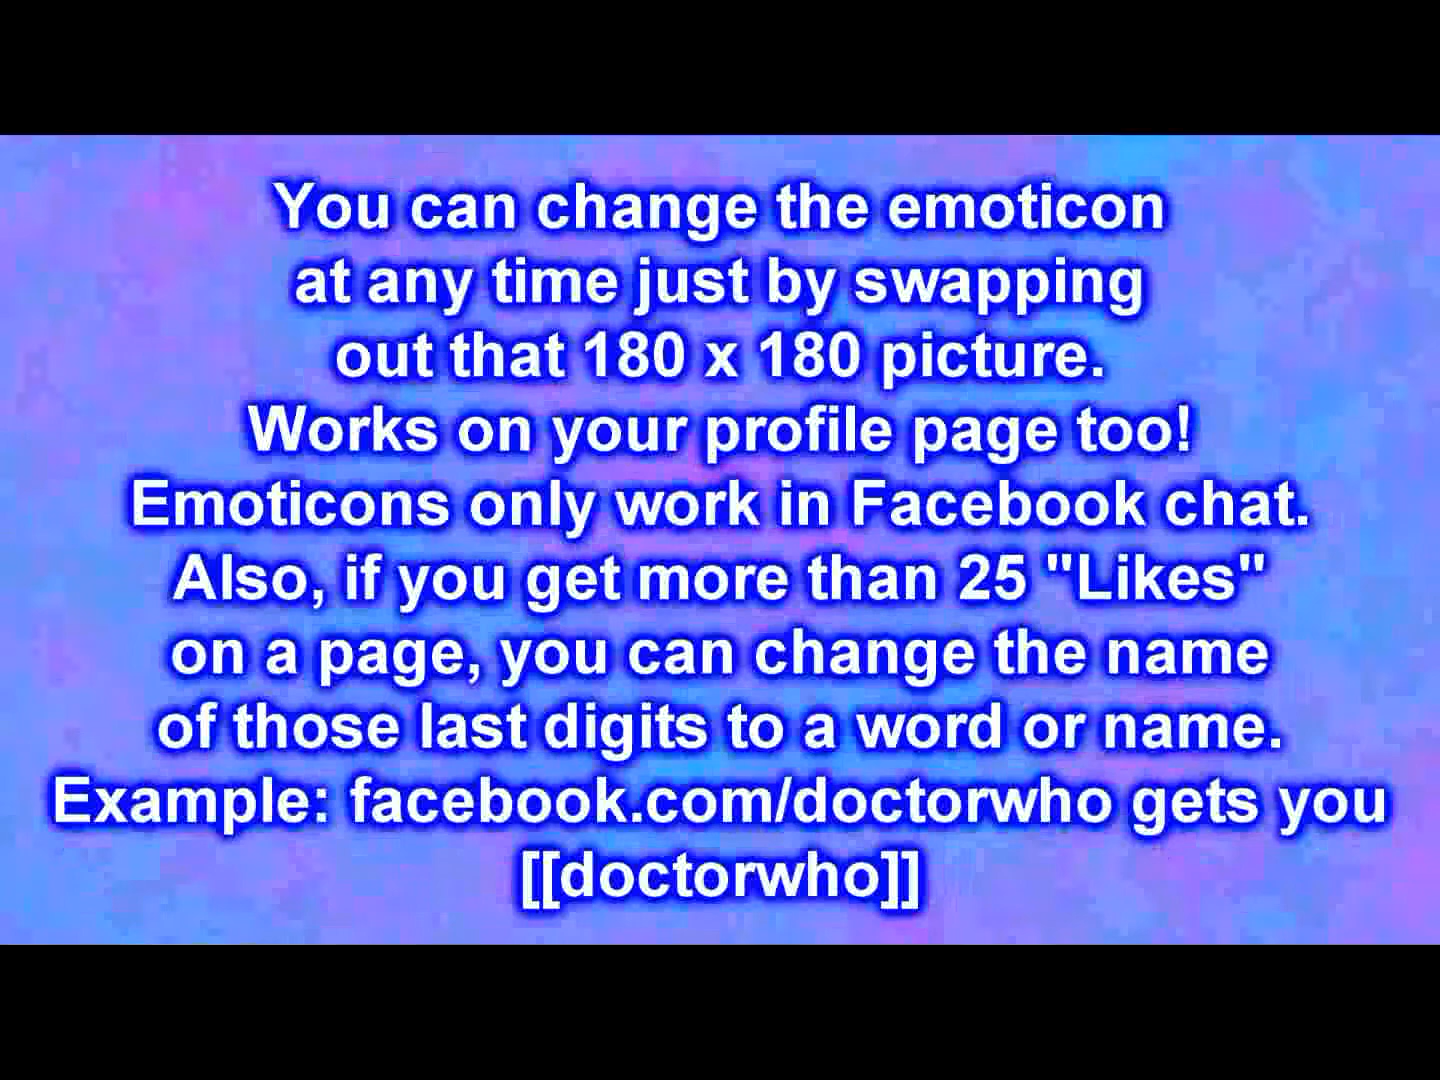 You can change the emoticon
at any time just by swapping
out that 180 x 180 picture.
Works on your profile page too!
Emoticons only work in Facebook chat.
Also, if you get more than 25 "Likes"
on a page, you can change the name
of those last digits to a word or name.
Example: facebook.com/doctorwho gets you
[[doctorwho]]